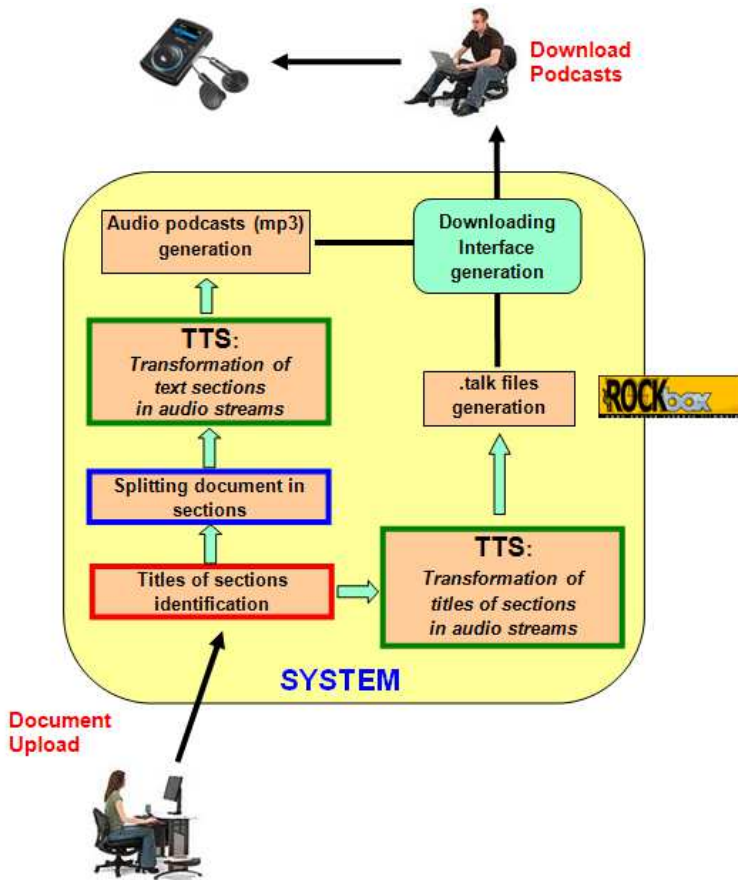 Download
Podcasts
Audio podcasts (mp3)
generation
Downloading
Interface
generation
TTS:
Transformation of
text sections
in audio streams
.talk files
generation
ROCKbox
Splitting document in
sections
TTS:
Transformation of
titles of sections
in audio streams
Titles of sections
identification
SYSTEM
Document
Upload